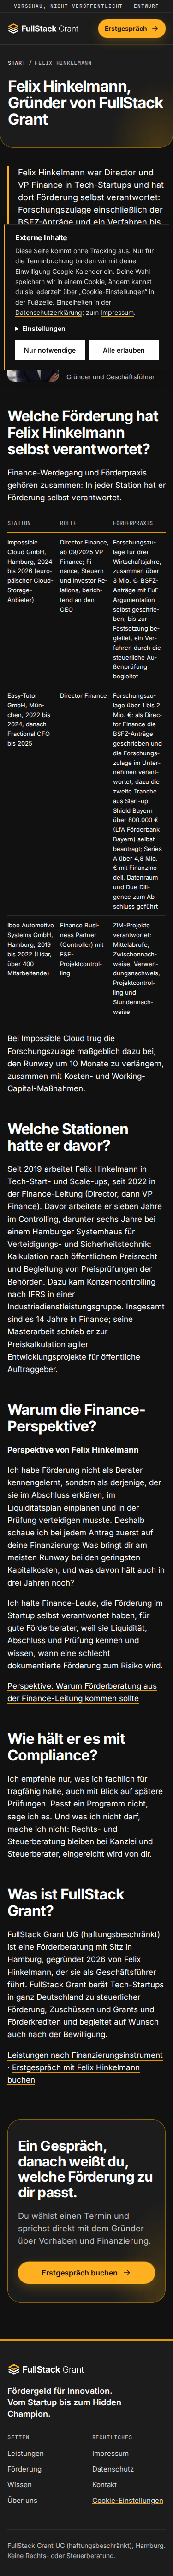 VORSCHAU, NICHT VERÖFFENTLICHT · ENTWURF
FullStack Grant
Erstgespräch →
START / FELIX HINKELMANN
Felix Hinkelmann,
Gründer von FullStack
Grant
Felix Hinkelmann war Director und
VP Finance in Tech-Startups und hat
dort Förderung selbst verantwortet:
Forschungszulage einschließlich der
BSFZ-Anträge und ein Verfahren bis
Externe Inhalte
Diese Seite kommt ohne Tracking aus. Nur für
die Terminbuchung binden wir mit deiner
Einwilligung Google Kalender ein. Deine Wahl
speichern wir in einem Cookie, ändern kannst
du sie jederzeit über „Cookie-Einstellungen“ in
der Fußzeile. Einzelheiten in der
Datenschutzerklärung; zum Impressum.
Einstellungen
Nur notwendige
Alle erlauben
Gründer und Geschäftsführer
Welche Förderung hat
Felix Hinkelmann
selbst verantwortet?
Finance-Werdegang und Förderpraxis
gehören zusammen: In jeder Station hat er
Förderung selbst verantwortet.
STATION
ROLLE
FÖRDERPRAXIS
Impossible
Cloud GmbH,
Hamburg, 2024
bis 2026 (euro-
päischer Cloud-
Storage-
Anbieter)
Director Finance,
ab 09/2025 VP
Finance; Fi-
nance, Steuern
und Investor Re-
lations, berich-
tend an den
CEO
Forschungszu-
lage für drei
Wirtschaftsjahre,
zusammen über
3 Mio. €: BSFZ-
Anträge mit FuE-
Argumentation
selbst geschrie-
ben, bis zur
Festsetzung be-
gleitet, ein Ver-
fahren durch die
steuerliche Au-
ßenprüfung
begleitet
Easy-Tutor
GmbH, Mün-
chen, 2022 bis
2024, danach
Fractional CFO
bis 2025
Director Finance
Forschungszu-
lage über 1 bis 2
Mio. €: als Direc-
tor Finance die
BSFZ-Anträge
geschrieben und
die Forschungs-
zulage im Unter-
nehmen verant-
wortet; dazu die
zweite Tranche
aus Start-up
Shield Bayern
über 800.000 €
(LfA Förderbank
Bayern) selbst
beantragt; Series
A über 4,8 Mio.
€ mit Finanzmo-
dell, Datenraum
und Due Dili-
gence zum Ab-
schluss geführt
Ibeo Automotive
Systems GmbH,
Hamburg, 2019
bis 2022 (Lidar,
über 400
Mitarbeitende)
Finance Busi-
ness Partner
(Controller) mit
F&E-
Projektcontrol-
ling
ZIM-Projekte
verantwortet:
Mittelabrufe,
Zwischennach-
weise, Verwen-
dungsnachweis,
Projektcontrol-
ling und
Stundennach-
weise
Bei Impossible Cloud trug die
Forschungszulage maßgeblich dazu bei,
den Runway um 10 Monate zu verlängern,
zusammen mit Kosten- und Working-
Capital-Maßnahmen.
Welche Stationen
hatte er davor?
Seit 2019 arbeitet Felix Hinkelmann in
Tech-Start- und Scale-ups, seit 2022 in
der Finance-Leitung (Director, dann VP
Finance). Davor arbeitete er sieben Jahre
im Controlling, darunter sechs Jahre bei
einem Hamburger Systemhaus für
Verteidigungs- und Sicherheitstechnik:
Kalkulation nach öffentlichem Preisrecht
und Begleitung von Preisprüfungen der
Behörden. Dazu kam Konzerncontrolling
nach IFRS in einer
Industriedienstleistungsgruppe. Insgesamt
sind es 14 Jahre in Finance; seine
Masterarbeit schrieb er zur
Preiskalkulation agiler
Entwicklungsprojekte für öffentliche
Auftraggeber.
Warum die Finance-
Perspektive?
Perspektive von Felix Hinkelmann
Ich habe Förderung nicht als Berater
kennengelernt, sondern als derjenige, der
sie im Abschluss erklären, im
Liquiditätsplan einplanen und in der
Prüfung verteidigen musste. Deshalb
schaue ich bei jedem Antrag zuerst auf
deine Finanzierung: Was bringt dir am
meisten Runway bei den geringsten
Kapitalkosten, und was davon hält auch in
drei Jahren noch?
Ich halte Finance-Leute, die Förderung im
Startup selbst verantwortet haben, für
gute Förderberater, weil sie Liquidität,
Abschluss und Prüfung kennen und
wissen, wann eine schlecht
dokumentierte Förderung zum Risiko wird.
Perspektive: Warum Förderberatung aus
der Finance-Leitung kommen sollte
Wie hält er es mit
Compliance?
Ich empfehle nur, was ich fachlich für
tragfähig halte, auch mit Blick auf spätere
Prüfungen. Passt ein Programm nicht,
sage ich es. Und was ich nicht darf,
mache ich nicht: Rechts- und
Steuerberatung bleiben bei Kanzlei und
Steuerberater, eingereicht wird von dir.
Was ist FullStack
Grant?
FullStack Grant UG (haftungsbeschränkt)
ist eine Förderberatung mit Sitz in
Hamburg, gegründet 2026 von Felix
Hinkelmann, der sie als Geschäftsführer
führt. FullStack Grant berät Tech-Startups
in ganz Deutschland zu steuerlicher
Förderung, Zuschüssen und Grants und
Förderkrediten und begleitet auf Wunsch
auch nach der Bewilligung.
Leistungen nach Finanzierungsinstrument
· Erstgespräch mit Felix Hinkelmann
buchen
Ein Gespräch,
danach weißt du,
welche Förderung zu
dir passt.
Du wählst einen Termin und
sprichst direkt mit dem Gründer
über Vorhaben und Finanzierung.
Erstgespräch buchen →
FullStack Grant
Fördergeld für Innovation.
Vom Startup bis zum Hidden
Champion.
SEITEN
RECHTLICHES
Leistungen
Impressum
Förderung
Datenschutz
Wissen
Kontakt
Über uns
Cookie-Einstellungen
FullStack Grant UG (haftungsbeschränkt), Hamburg.
Keine Rechts- oder Steuerberatung.